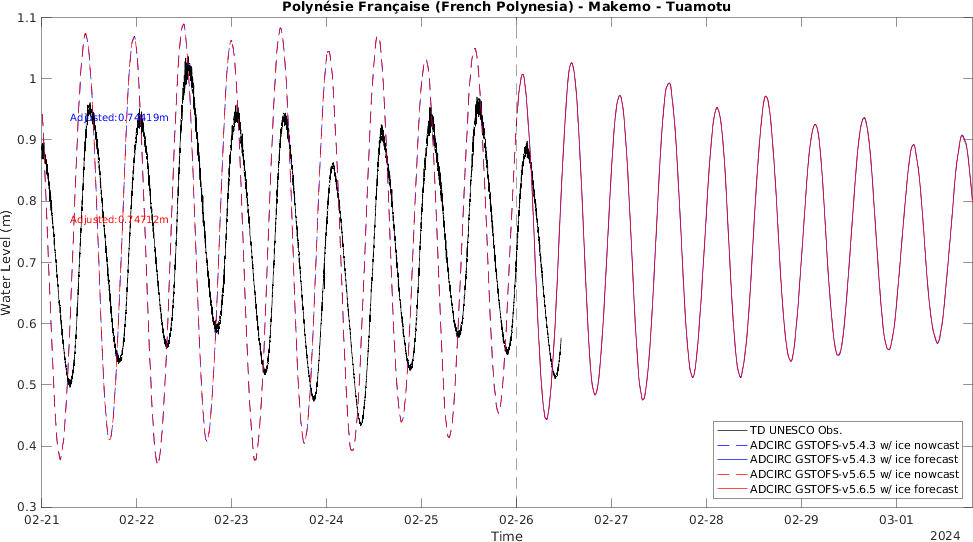 Polynésie Française (French Polynesia) - Makemo - Tuamotu
1.1
1
0.9
0.8
0.7
0.6
0.5
0.4
0.3
Water Level (m)
Adjusted:0.74419m
Adjusted:0.74712m
TD UNESCO Obs.
ADCIRC GSTOFS-v5.4.3 w/ ice nowcast
ADCIRC GSTOFS-v5.4.3 w/ ice forecast
ADCIRC GSTOFS-v5.6.5 w/ ice nowcast
ADCIRC GSTOFS-v5.6.5 w/ ice forecast
02-21 02-22 02-23 02-24 02-25 02-26 02-27 02-28 02-29 03-01
Time
2024